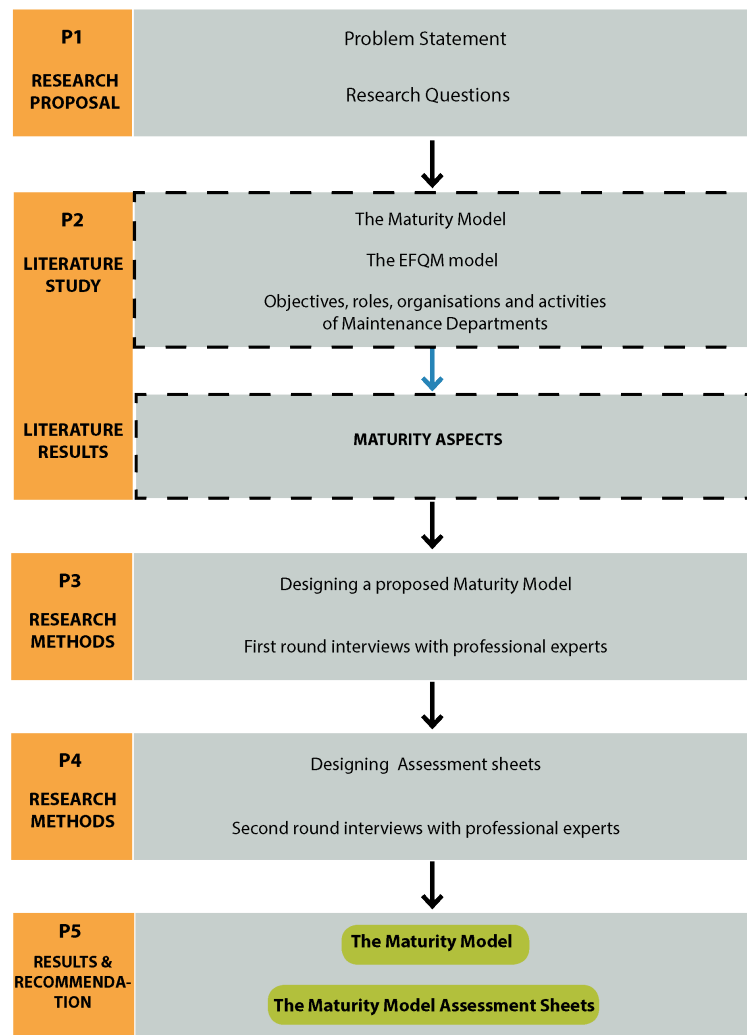 P1
RESEARCH
PROPOSAL
Problem Statement
Research Questions
P2
LITERATURE
STUDY
The Maturity Model
The EFQM model
Objectives, roles, organisations and activities
of Maintenance Departments
LITERATURE
RESULTS
MATURITY ASPECTS
P3
RESEARCH
METHODS
Designing a proposed Maturity Model
First round interviews with professional experts
P4
RESEARCH
METHODS
Designing Assessment sheets
Second round interviews with professional experts
P5
RESULTS &
RECOMMENDA-
TION
The Maturity Model
The Maturity Model Assessment Sheets